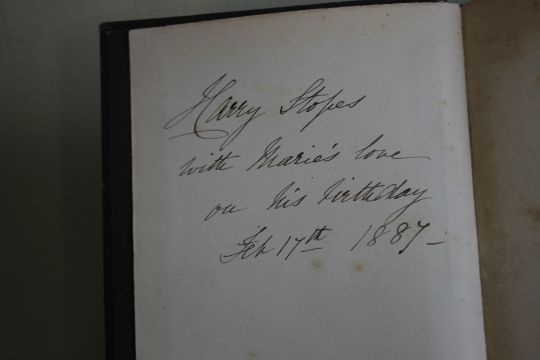 Harry Stopes
with Marie's love
on his birthday
Feb 17th 1887